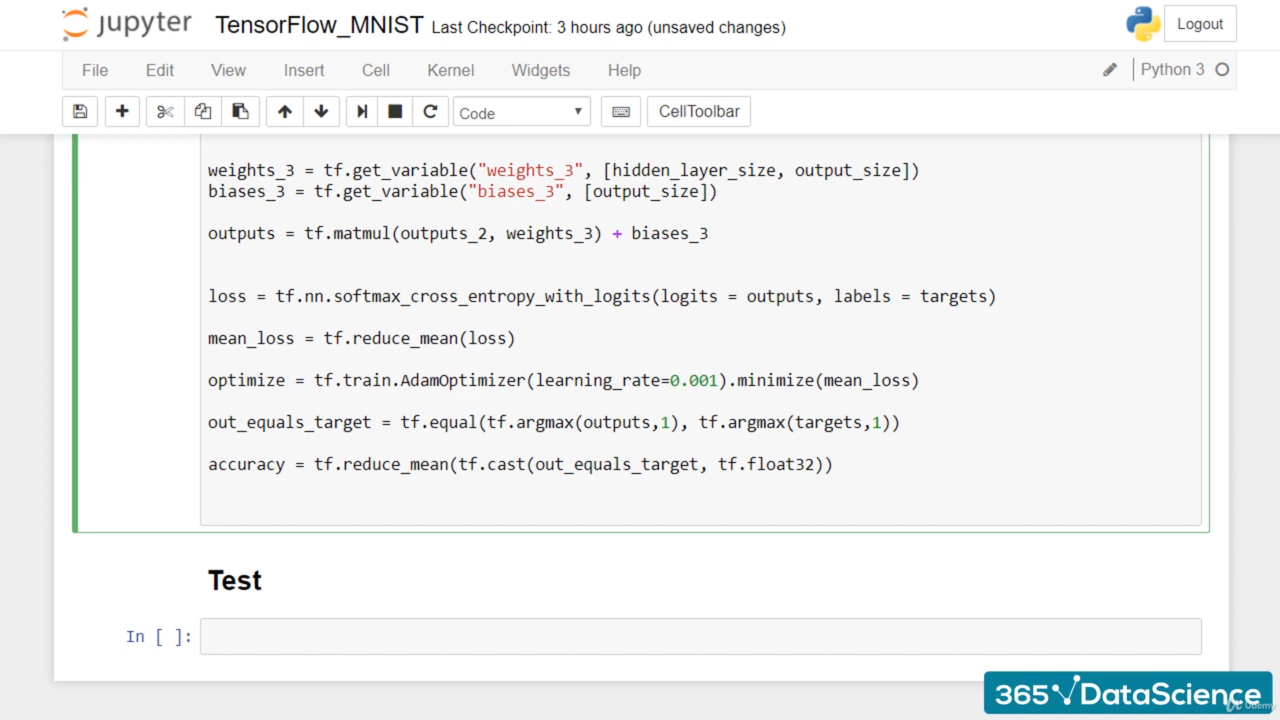 jupyter TensorFlow_MNIST Last Checkpoint: 3 hours ago (unsaved changes) Logout
File Edit View Insert Cell Kernel Widgets Help Python 3
Code CellToolbar
weights_3 = tf.get_variable("weights_3", [hidden_layer_size, output_size])
biases_3 = tf.get_variable("biases_3", [output_size])
outputs = tf.matmul(outputs_2, weights_3) + biases_3
loss = tf.nn.softmax_cross_entropy_with_logits(logits = outputs, labels = targets)
mean_loss = tf.reduce_mean(loss)
optimize = tf.train.AdamOptimizer(learning_rate=0.001).minimize(mean_loss)
out_equals_target = tf.equal(tf.argmax(outputs,1), tf.argmax(targets,1))
accuracy = tf.reduce_mean(tf.cast(out_equals_target, tf.float32))
Test
In [ ]:
365 DataScience
Udemy